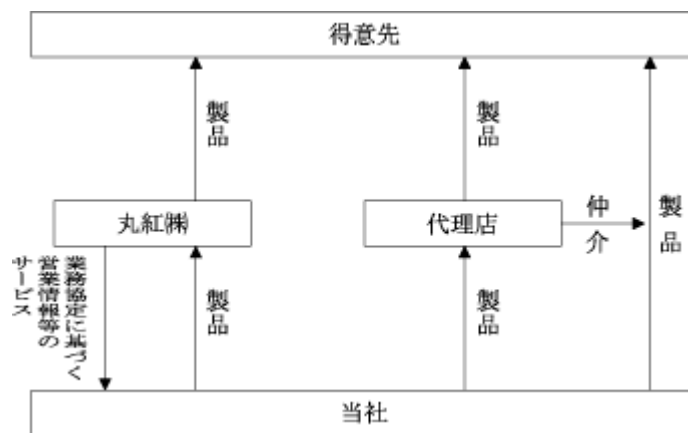 得意先
製品
製品
製品
丸紅㈱
代理店
仲介
業務協定に基づく
営業情報等の
サービス
製品
製品
当社